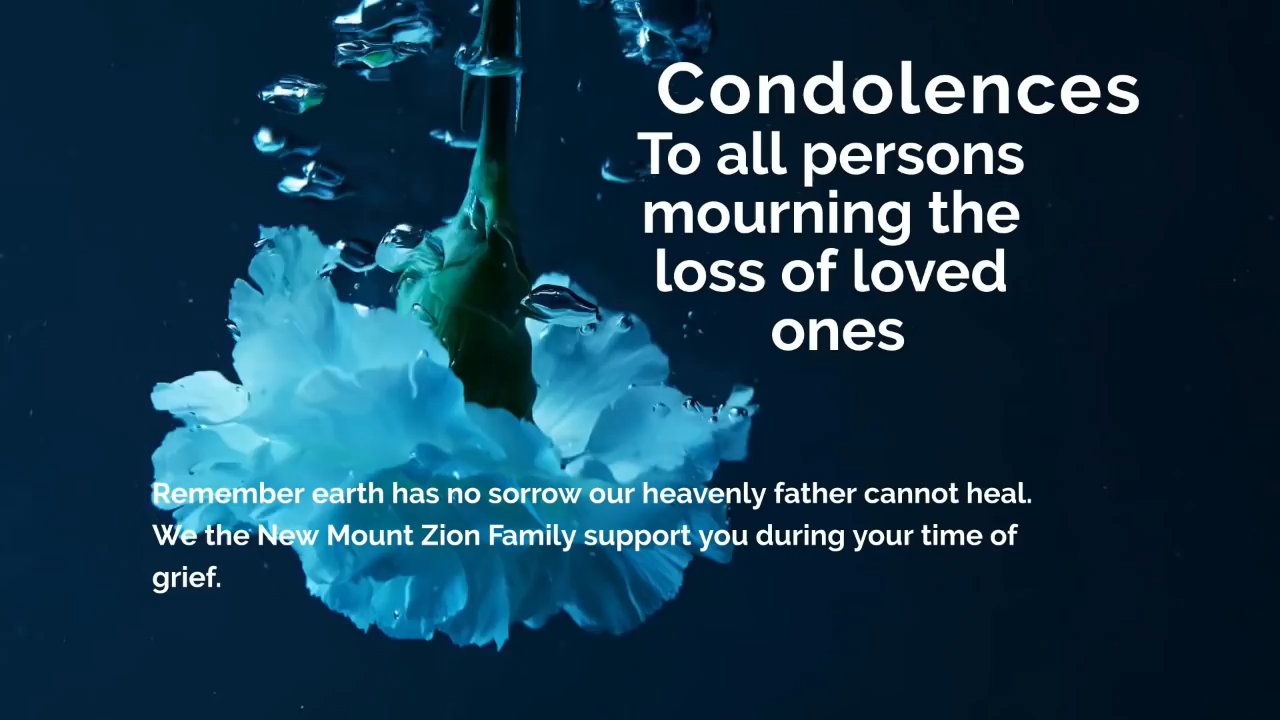 Condolences
To all persons
mourning the
loss of loved
ones
Remember earth has no sorrow our heavenly father cannot heal.
We the New Mount Zion Family support you during your time of
grief.